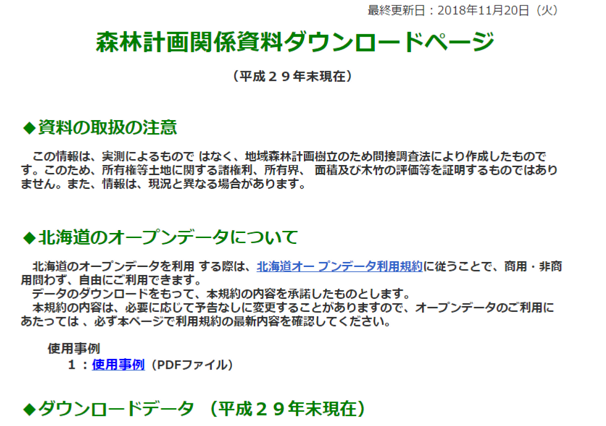 最終更新日：2018年11月20日（火）
森林計画関係資料ダウンロードページ
（平成２９年末現在）
◆資料の取扱の注意
この情報は、実測によるもので はなく、地域森林計画樹立のため間接調査法により作成したもので
す。このため、所有権等土地に関する諸権利、所有界、 面積及び木竹の評価等を証明するものではあり
ません。また、情報は、現況と異なる場合があります。
◆北海道のオープンデータについて
北海道のオープンデータを利用 する際は、北海道オー プンデータ利用規約に従うことで、商用・非商
用問わず、自由にご利用できます。
データのダウンロードをもって、本規約の内容を承諾したものとします。
本規約の内容は、必要に応じて予告なしに変更することがありますので、オープンデータのご利用に
あたっては 、必ず本ページで利用規約の最新内容を確認してください。
使用事例
１：使用事例（PDFファイル）
◆ダウンロードデータ （平成２９年末現在）